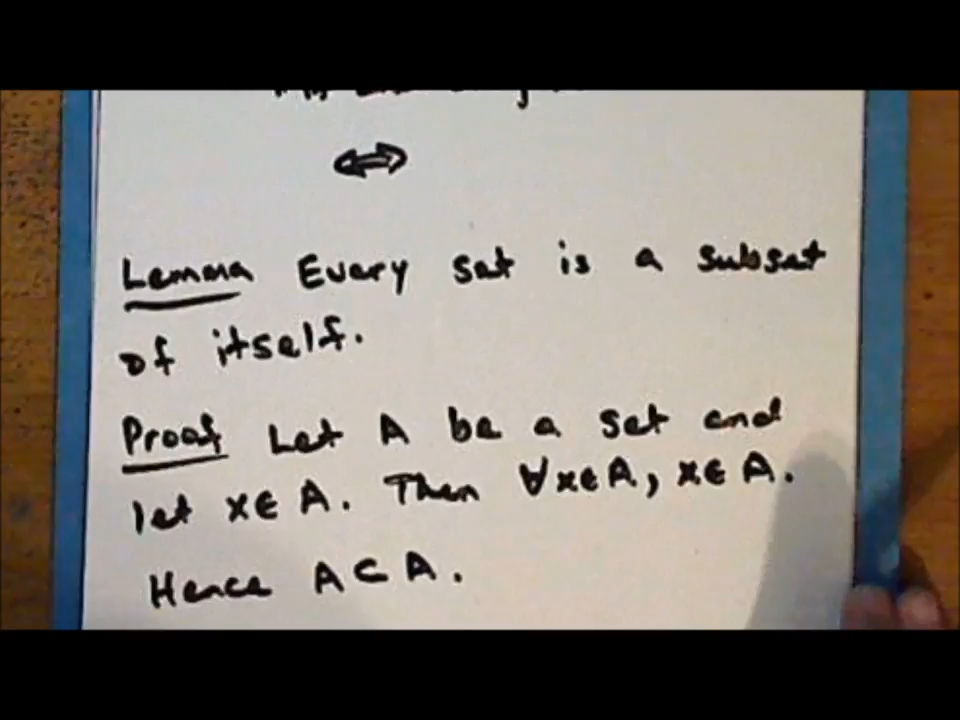 ⇔
Lemma Every set is a subset
of itself.
Proof Let A be a set and
let x∈A. Then ∀x∈A, x∈A.
Hence A⊂A.